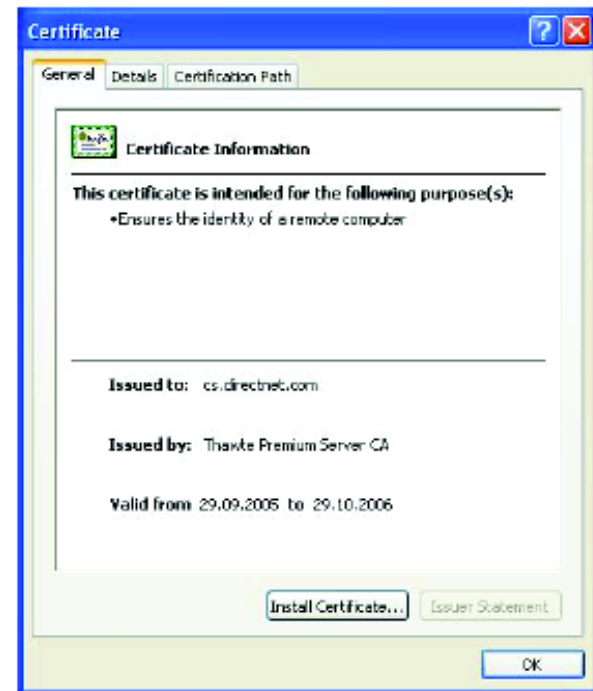 Certificate
General Details Certification Path
Certificate Information
This certificate is intended for the following purpose(s):
•Ensures the identity of a remote computer
Issued to: cs.directnet.com
Issued by: Thawte Premium Server CA
Valid from 29.09.2005 to 29.10.2006
Install Certificate... Issuer Statement
OK